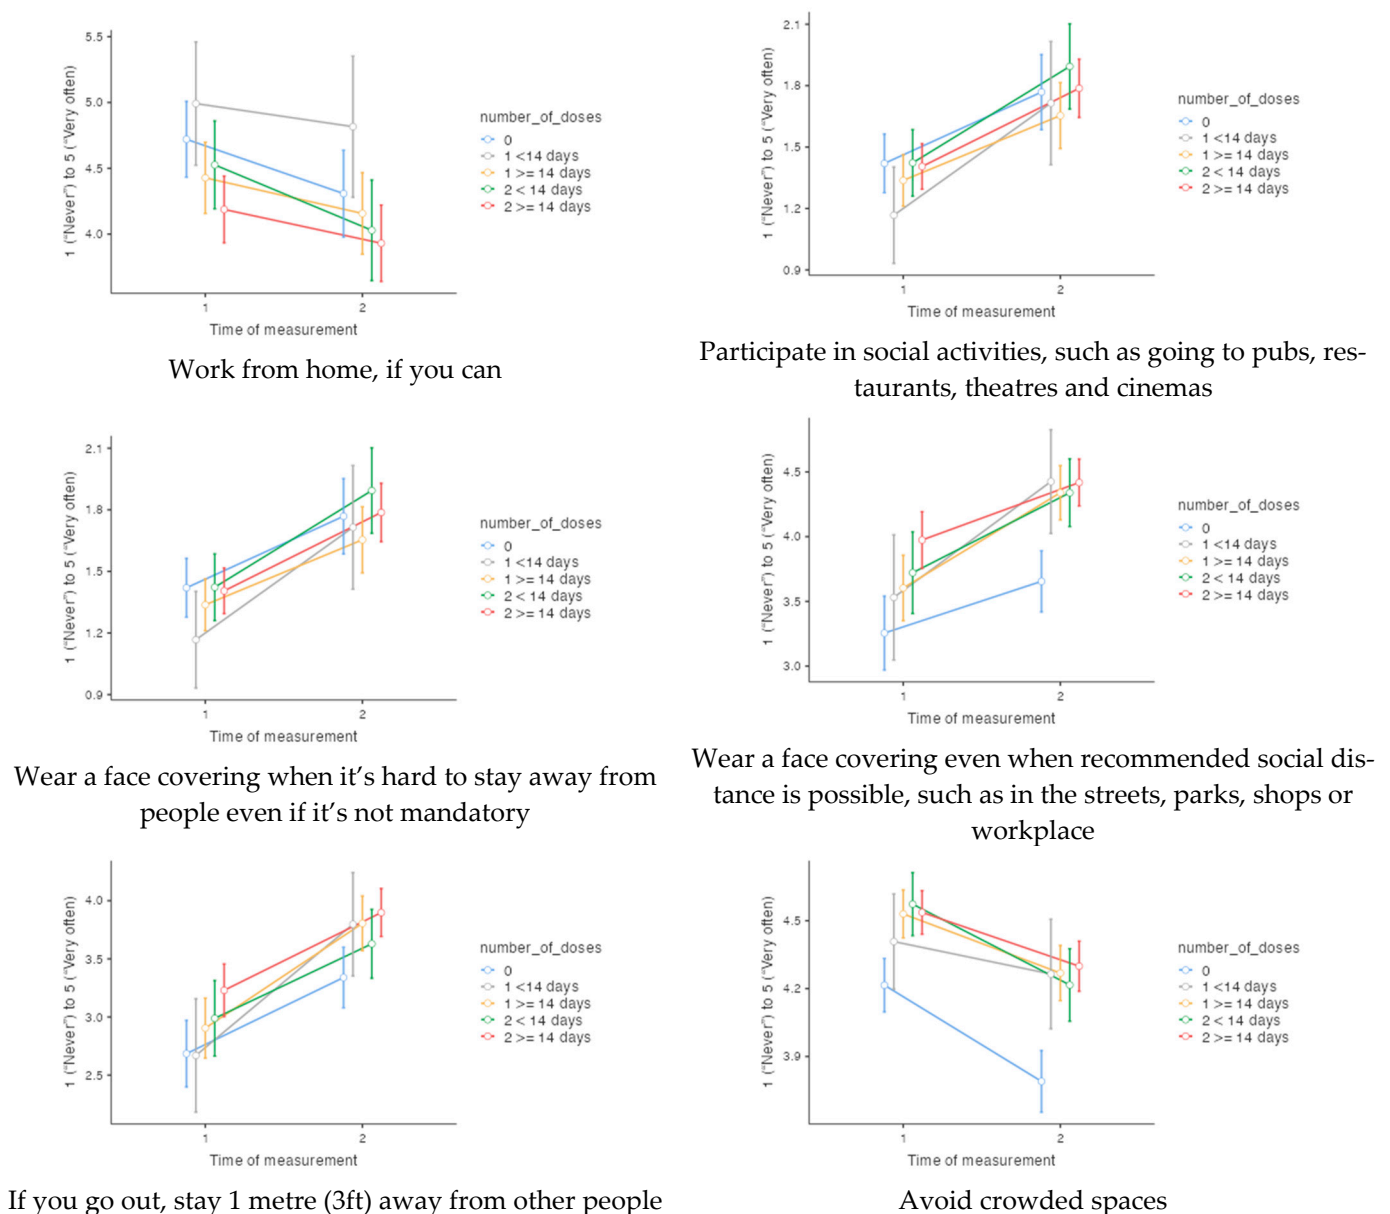 5.5
5.0
4.5
4.0
1 ("Never") to 5 ("Very often)
1
2
Time of measurement
number_of_doses
0
1 <14 days
1 >= 14 days
2 < 14 days
2 >= 14 days
Work from home, if you can
2.1
1.8
1.5
1.2
0.9
1 ("Never") to 5 ("Very often)
1
2
Time of measurement
number_of_doses
0
1 <14 days
1 >= 14 days
2 < 14 days
2 >= 14 days
Participate in social activities, such as going to pubs, res-
taurants, theatres and cinemas
2.1
1.8
1.5
1.2
0.9
1 ("Never") to 5 ("Very often)
1
2
Time of measurement
number_of_doses
0
1 <14 days
1 >= 14 days
2 < 14 days
2 >= 14 days
Wear a face covering when it's hard to stay away from
people even if it's not mandatory
4.5
4.0
3.5
3.0
1 ("Never") to 5 ("Very often)
1
2
Time of measurement
number_of_doses
0
1 <14 days
1 >= 14 days
2 < 14 days
2 >= 14 days
Wear a face covering even when recommended social dis-
tance is possible, such as in the streets, parks, shops or
workplace
4.0
3.5
3.0
2.5
1 ("Never") to 5 ("Very often)
1
2
Time of measurement
number_of_doses
0
1 <14 days
1 >= 14 days
2 < 14 days
2 >= 14 days
If you go out, stay 1 metre (3ft) away from other people
4.5
4.2
3.9
1 ("Never") to 5 ("Very often)
1
2
Time of measurement
number_of_doses
0
1 <14 days
1 >= 14 days
2 < 14 days
2 >= 14 days
Avoid crowded spaces